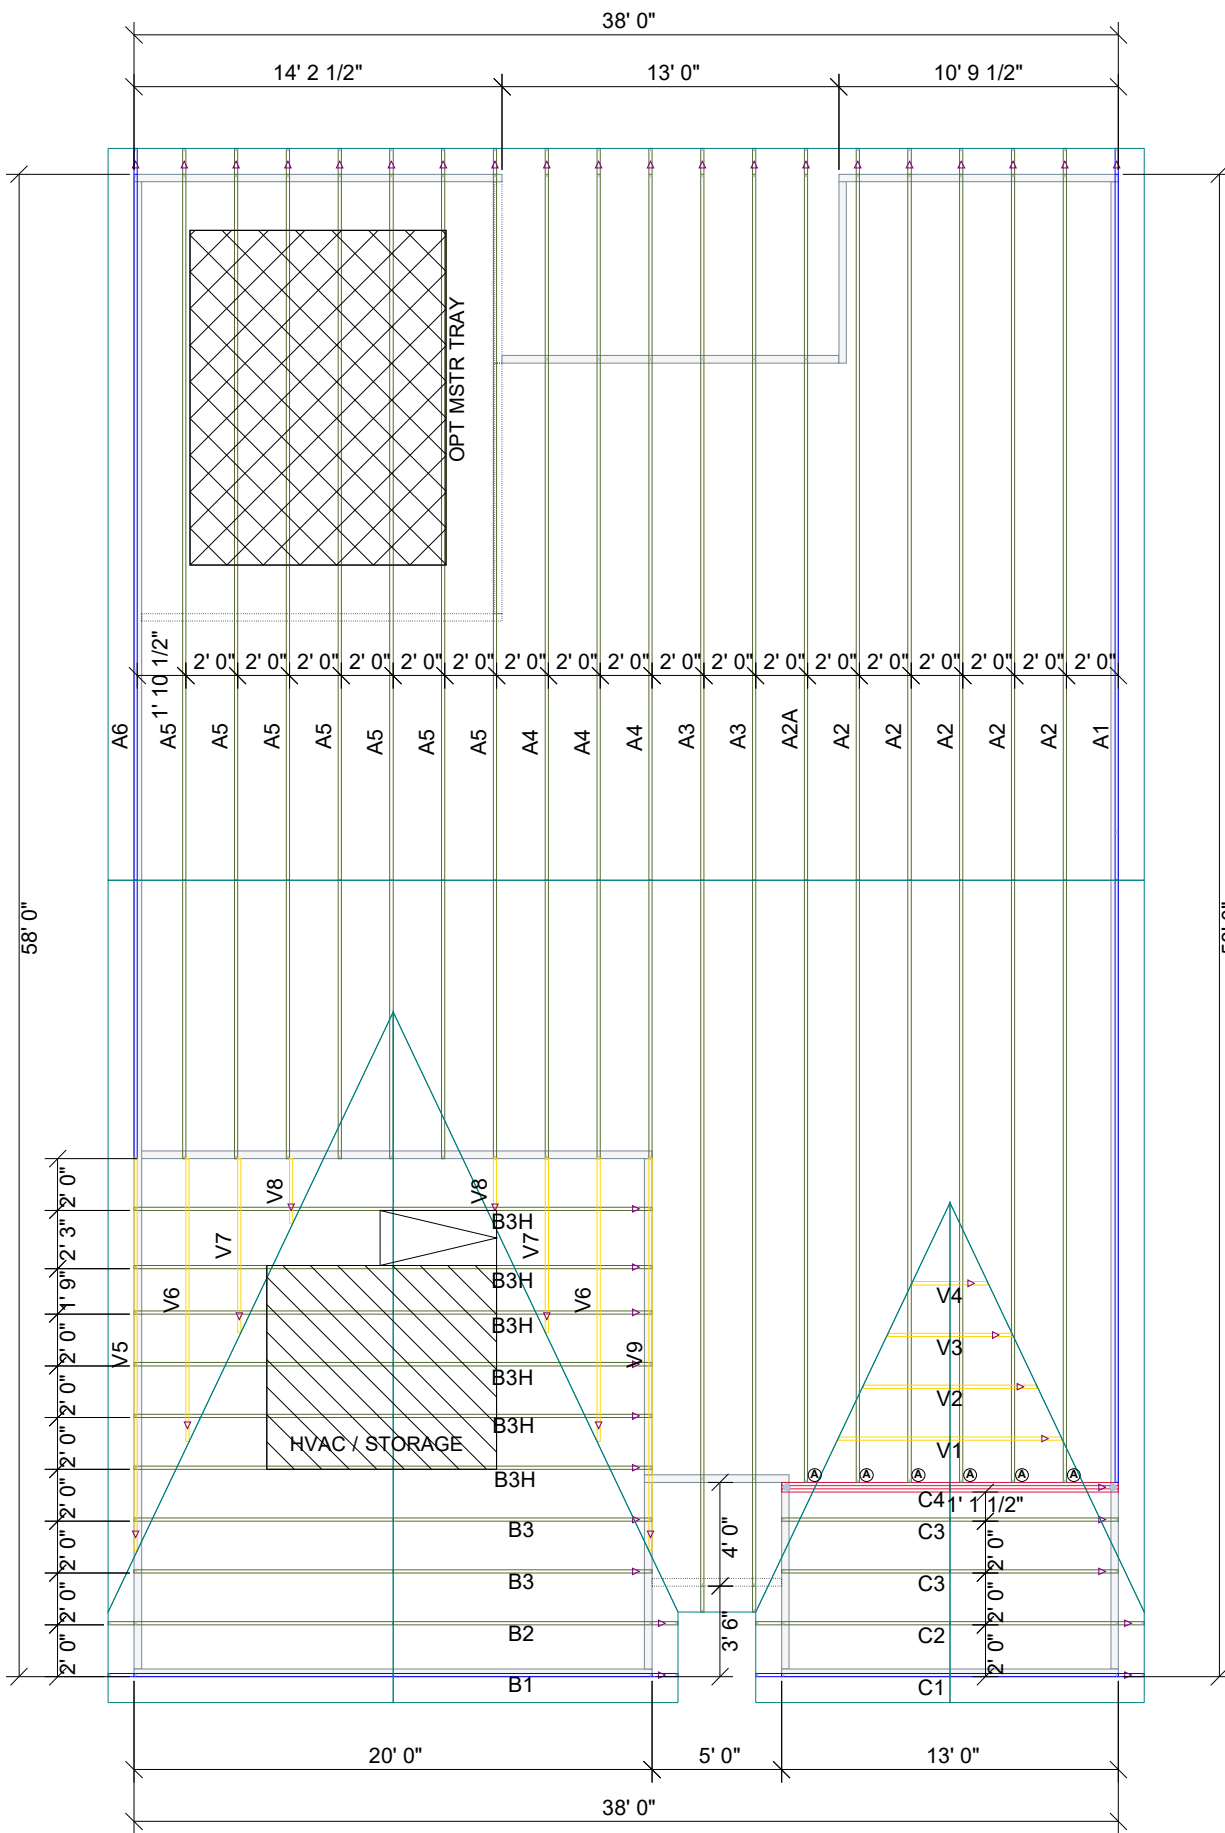 38' 0"
14' 2 1/2" 13' 0" 10' 9 1/2"
OPT MSTR TRAY
1' 10 1/2" 2' 0" 2' 0" 2' 0" 2' 0" 2' 0" 2' 0" 2' 0" 2' 0" 2' 0" 2' 0" 2' 0" 2' 0" 2' 0" 2' 0" 2' 0" 2' 0" 2' 0" 2' 0"
A6 A5 A5 A5 A5 A5 A5 A5 A4 A4 A4 A3 A3 A2A A2 A2 A2 A2 A2 A1
58' 0"
2' 0"
V8 V8
B3H
2' 3"
V7 V7
B3H
1' 9"
V6 V6
V4
B3H
2' 0"
V5 V9
V3
B3H
2' 0"
V2
B3H
2' 0"
HVAC / STORAGE
V1
B3H
A A A A A A
2' 0"
C4 1' 1 1/2"
B3
C3
2' 0"
4' 0"
2' 0"
B3
C3
2' 0"
3' 6"
2' 0"
B2
C2
2' 0"
2' 0"
B1
C1
20' 0" 5' 0" 13' 0"
38' 0"